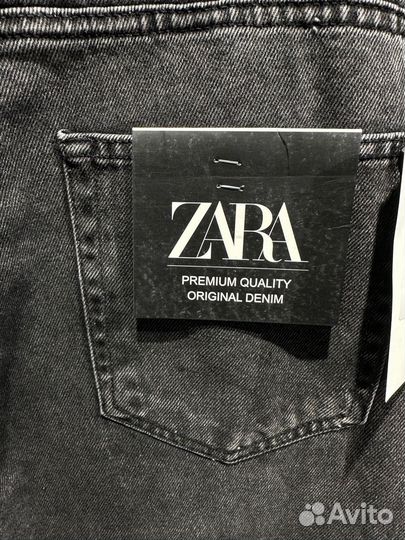 ZARA
PREMIUM QUALITY
ORIGINAL DENIM
Avito